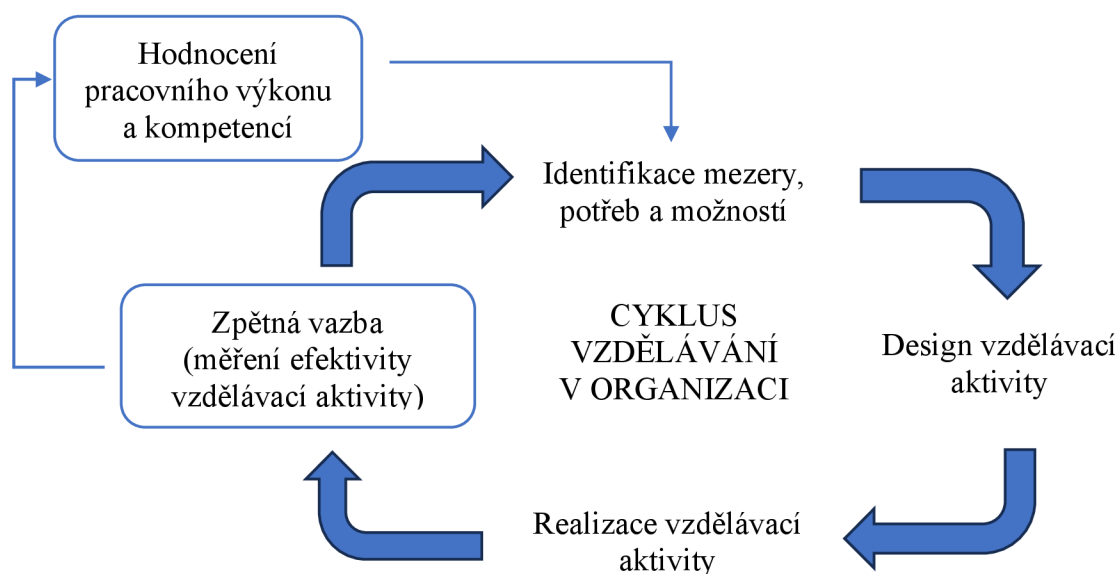 Hodnocení
pracovního výkonu
a kompetencí
Identifikace mezery,
potřeb a možností
Zpětná vazba
(měření efektivity
vzdělávací aktivity)
CYKLUS
VZDĚLÁVÁNÍ
V ORGANIZACI
Design vzdělávací
aktivity
Realizace vzdělávací
aktivity